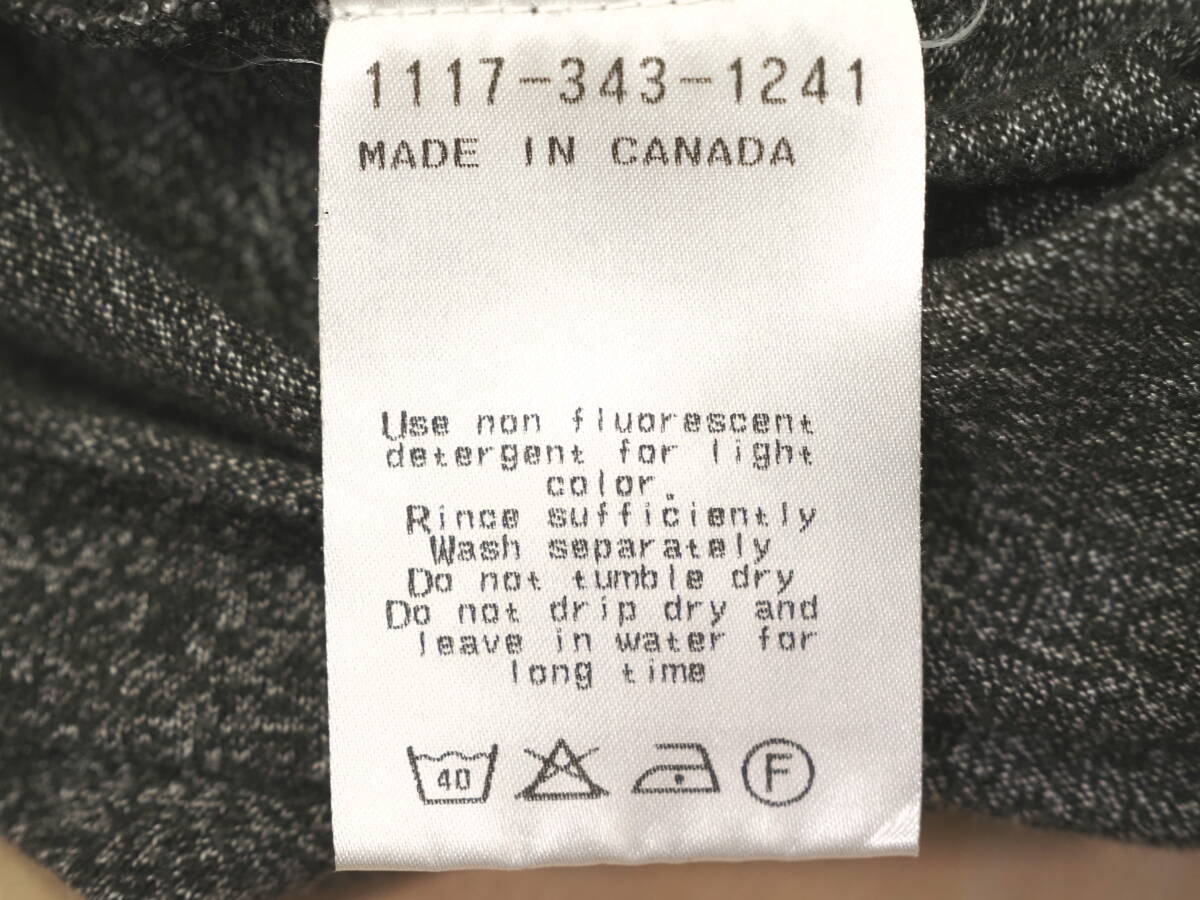 1117-343-1241
MADE IN CANADA
Use non fluorescent
detergent for light
color.
Rince sufficiently
Wash separately
Do not tumble dry
Do not drip dry and
leave in water for
long time
40 F